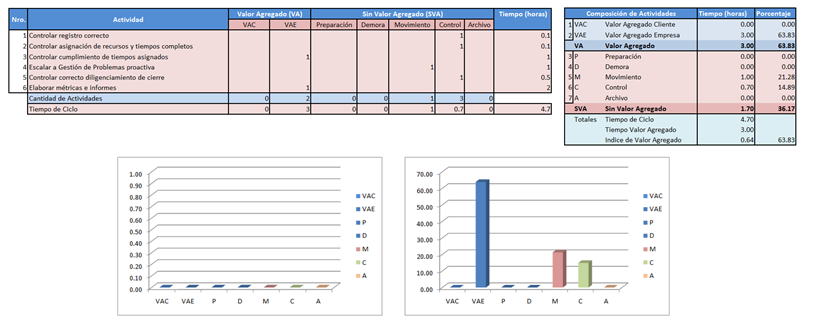 Nro. Actividad Valor Agregado (VA) Sin Valor Agregado (SVA) Tiempo (horas)
VAC VAE Preparación Demora Movimiento Control Archivo
1 Controlar registro correcto 1 0.1
2 Controlar asignación de recursos y tiempos completos 1 0.1
3 Controlar cumplimiento de tiempos asignados 1 1
4 Escalar a Gestión de Problemas proactiva 1 1
5 Controlar correcto diligenciamiento de cierre 1 0.5
6 Elaborar métricas e informes 1 2
Cantidad de Actividades 0 2 0 0 1 3 0
Tiempo de Ciclo 0 3 0 0 1 0.7 0 4.7
Composición de Actividades Tiempo (horas) Porcentaje
1 VAC Valor Agregado Cliente 0.00 0.00
2 VAE Valor Agregado Empresa 3.00 63.83
VA Valor Agregado 3.00 63.83
3 P Preparación 0.00 0.00
4 D Demora 0.00 0.00
5 M Movimiento 1.00 21.28
6 C Control 0.70 14.89
7 A Archivo 0.00 0.00
SVA Sin Valor Agregado 1.70 36.17
Totales Tiempo de Ciclo 4.70
Tiempo Valor Agregado 3.00
Indice de Valor Agregado 0.64 63.83
1.00
0.90
0.80
0.70
0.60
0.50
0.40
0.30
0.20
0.10
0.00
VAC VAE P D M C A
VAC
VAE
P
D
M
C
A
70.00
60.00
50.00
40.00
30.00
20.00
10.00
0.00
VAC VAE P D M C A
VAC
VAE
P
D
M
C
A